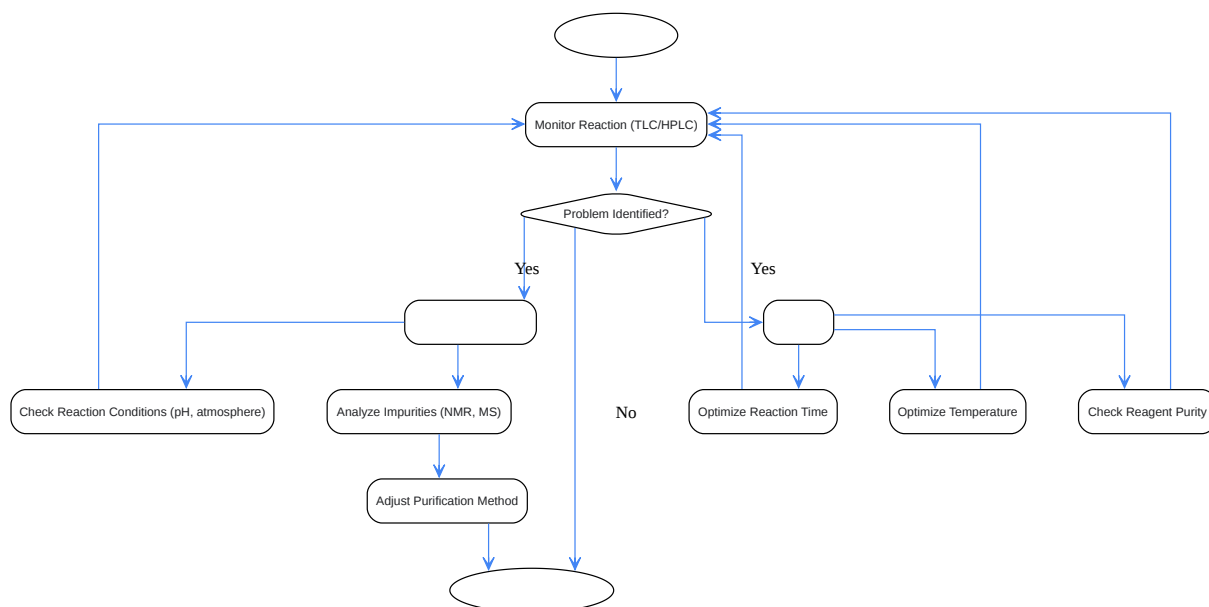 Monitor Reaction (TLC/HPLC)
Problem Identified?
Yes
Yes
Check Reaction Conditions (pH, atmosphere)
Analyze Impurities (NMR, MS)
No
Optimize Reaction Time
Optimize Temperature
Check Reagent Purity
Adjust Purification Method